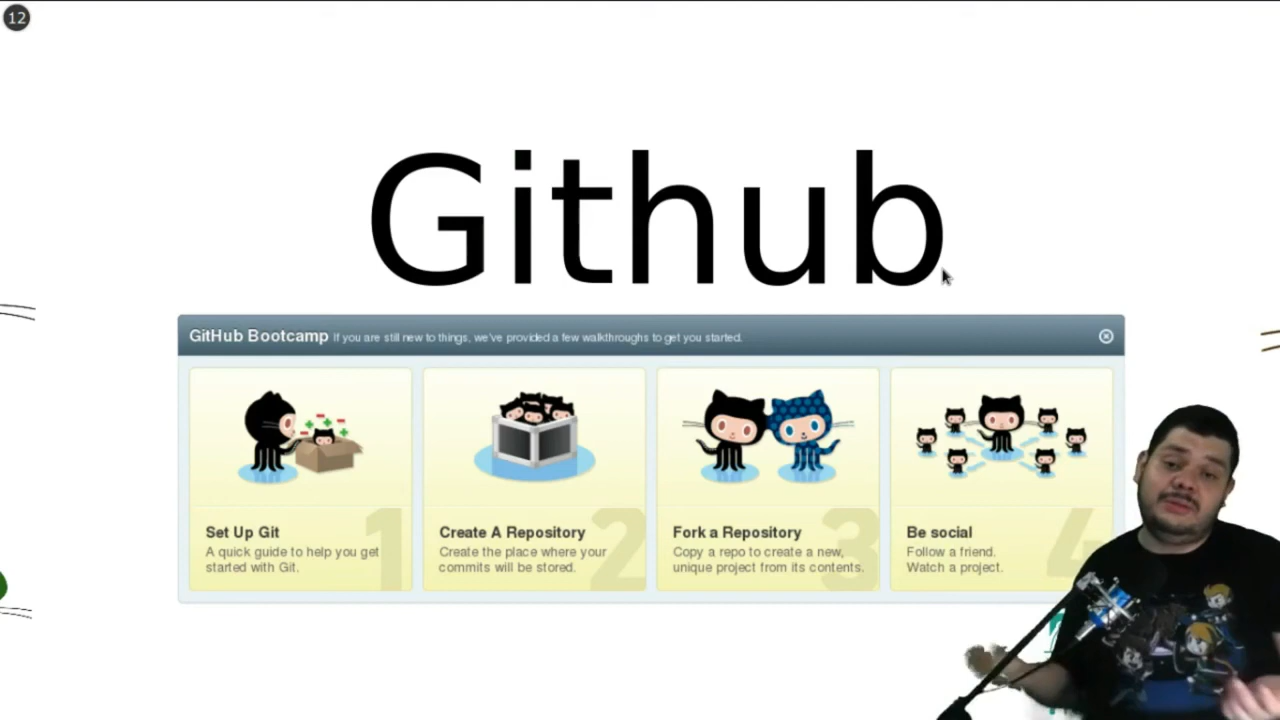 12
Github
GitHub Bootcamp If you are still new to things, we've provided a few walkthroughs to get you started.
Set Up Git
A quick guide to help you get
started with Git.
1
Create A Repository
Create the place where your
commits will be stored.
2
Fork a Repository
Copy a repo to create a new,
unique project from its contents.
3
Be social
Follow a friend.
Watch a project.
4